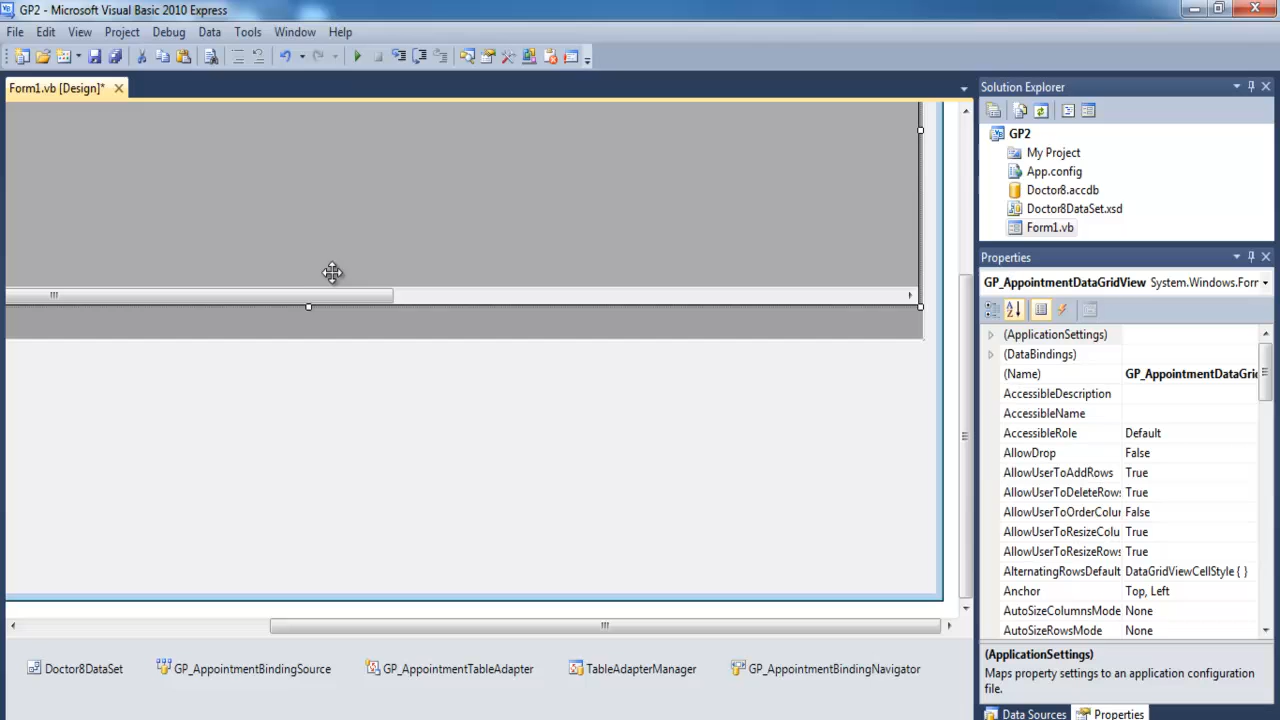 GP2 - Microsoft Visual Basic 2010 Express
File Edit View Project Debug Data Tools Window Help
Form1.vb [Design]*
Solution Explorer
GP2
My Project
App.config
Doctor8.accdb
Doctor8DataSet.xsd
Form1.vb
Properties
GP_AppointmentDataGridView System.Windows.Forr
(ApplicationSettings)
(DataBindings)
(Name) GP_AppointmentDataGrid
AccessibleDescription
AccessibleName
AccessibleRole Default
AllowDrop False
AllowUserToAddRows True
AllowUserToDeleteRows True
AllowUserToOrderColur False
AllowUserToResizeColu True
AllowUserToResizeRows True
AlternatingRowsDefault DataGridViewCellStyle { }
Anchor Top, Left
AutoSizeColumnsMode None
AutoSizeRowsMode None
(ApplicationSettings)
Maps property settings to an application configuration
file.
Doctor8DataSet GP_AppointmentBindingSource GP_AppointmentTableAdapter TableAdapterManager GP_AppointmentBindingNavigator
Data Sources Properties